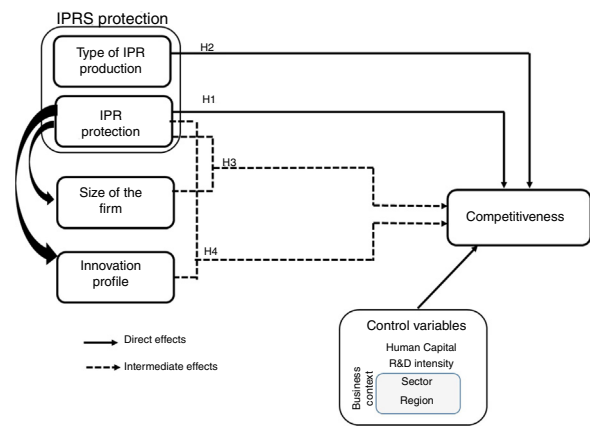 IPRS protection
Type of IPR
production
H2
H1
IPR
protection
H3
Size of the
firm
Competitiveness
H4
Innovation
profile
Control variables
Direct effects
Human Capital
R&D intensity
Intermediate effects
Business
context
Sector
Region